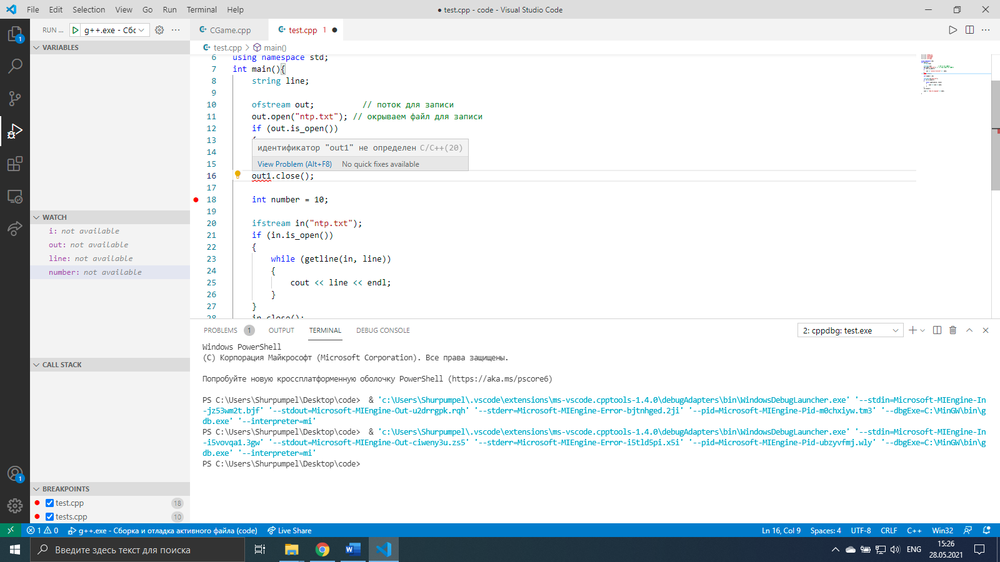 File Edit Selection View Go Run Terminal Help ● test.cpp - code - Visual Studio Code
RUN ... g++.exe - Сбс
CGame.cpp test.cpp 1
test.cpp > main()
VARIABLES
6 using namespace std;
7 int main(){
8 string line;
9
10 ofstream out; // поток для записи
11 out.open("ntp.txt"); // окрываем файл для записи
12 if (out.is_open())
13
14
15
идентификатор "out1" не определен C/C++(20)
View Problem (Alt+F8) No quick fixes available
16 out1.close();
17
18 int number = 10;
19
20 ifstream in("ntp.txt");
21 if (in.is_open())
22 {
23 while (getline(in, line))
24 {
25 cout << line << endl;
26 }
27 }
28 in.close();
WATCH
i: not available
out: not available
line: not available
number: not available
CALL STACK
BREAKPOINTS
test.cpp 18
tests.cpp 10
PROBLEMS 1 OUTPUT TERMINAL DEBUG CONSOLE 2: cppdbg: test.exe
Windows PowerShell
(C) Корпорация Майкрософт (Microsoft Corporation). Все права защищены.
Попробуйте новую кроссплатформенную оболочку PowerShell (https://aka.ms/pscore6)
PS C:\Users\Shurpumpel\Desktop\code> & 'c:\Users\Shurpumpel\.vscode\extensions\ms-vscode.cpptools-1.4.0\debugAdapters\bin\WindowsDebugLauncher.exe' '--stdin=Microsoft-MIEngine-In
-jz53wm2t.bjf' '--stdout=Microsoft-MIEngine-Out-u2drrgpk.rqh' '--stderr=Microsoft-MIEngine-Error-bjtnhged.2ji' '--pid=Microsoft-MIEngine-Pid-m0chxiyw.tm3' '--dbgExe=C:\MinGW\bin\g
db.exe' '--interpreter=mi'
PS C:\Users\Shurpumpel\Desktop\code> & 'c:\Users\Shurpumpel\.vscode\extensions\ms-vscode.cpptools-1.4.0\debugAdapters\bin\WindowsDebugLauncher.exe' '--stdin=Microsoft-MIEngine-In
-i5vovqa1.3gw' '--stdout=Microsoft-MIEngine-Out-ciweny3u.zs5' '--stderr=Microsoft-MIEngine-Error-i5tld5pi.x5i' '--pid=Microsoft-MIEngine-Pid-ubzyvfmj.wly' '--dbgExe=C:\MinGW\bin\g
db.exe' '--interpreter=mi'
PS C:\Users\Shurpumpel\Desktop\code>
1 0 g++.exe - Сборка и отладка активного файла (code) Live Share Ln 16, Col 9 Spaces: 4 UTF-8 CRLF C++ Win32
Введите здесь текст для поиска
ENG
15:26
28.05.2021